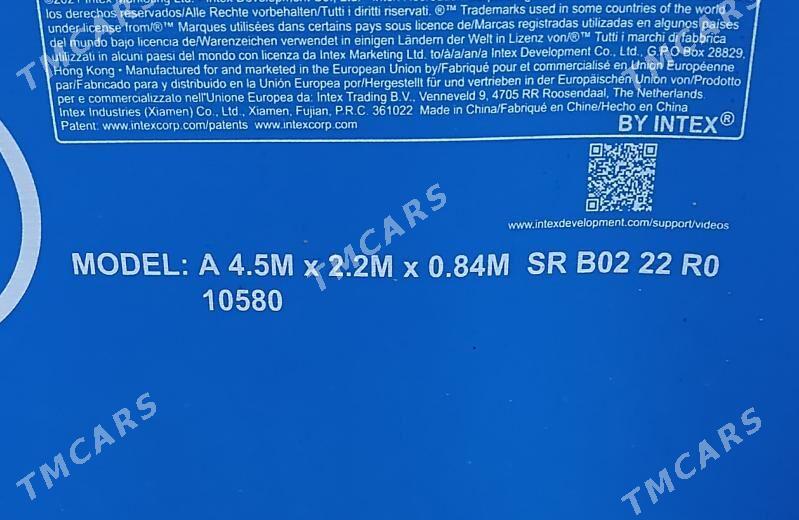 los derechos reservados/Alle Rechte vorbehalten/Tutti i diritti riservati. ®™ Trademarks used in some countries of the world
under license from/®™ Marques utilisées dans certains pays sous licence de/Marcas registradas utilizadas en algunos países
del mundo bajo licencia de/Warenzeichen verwendet in einigen Ländern der Welt in Lizenz von/®™ Tutti i marchi di fabbrica
utilizzati in alcuni paesi del mondo con licenza da Intex Marketing Ltd. to/à/a/an/a Intex Development Co., Ltd., G.P.O Box 28829,
Hong Kong • Manufactured for and marketed in the European Union by/Fabriqué pour et commercialisé en Union Européenne
par/Fabricado para y distribuido en la Unión Europea por/Hergestellt für und vertrieben in der Europäischen Union von/Prodotto
per e commercializzato nell'Unione Europea da: Intex Trading B.V., Venneveld 9, 4705 RR Roosendaal, The Netherlands.
Intex Industries (Xiamen) Co., Ltd., Xiamen, Fujian, P.R.C. 361022 Made in China/Fabriqué en Chine/Hecho en China
Patent: www.intexcorp.com/patents www.intexcorp.com
BY INTEX®
www.intexdevelopment.com/support/videos
MODEL: A 4.5M x 2.2M x 0.84M SR B02 22 R0
10580
TMCARS
TMCARS
TMCARS
TMCARS
TMCARS